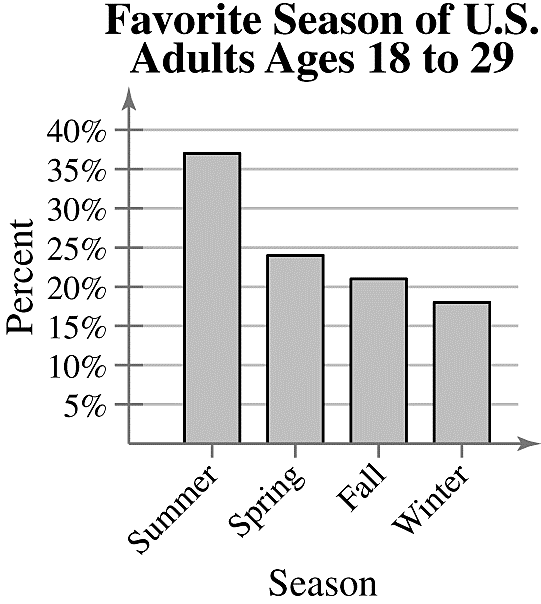 Favorite Season of U.S.
Adults Ages 18 to 29
Percent
40%
35%
30%
25%
20%
15%
10%
5%
Summer
Spring
Fall
Winter
Season